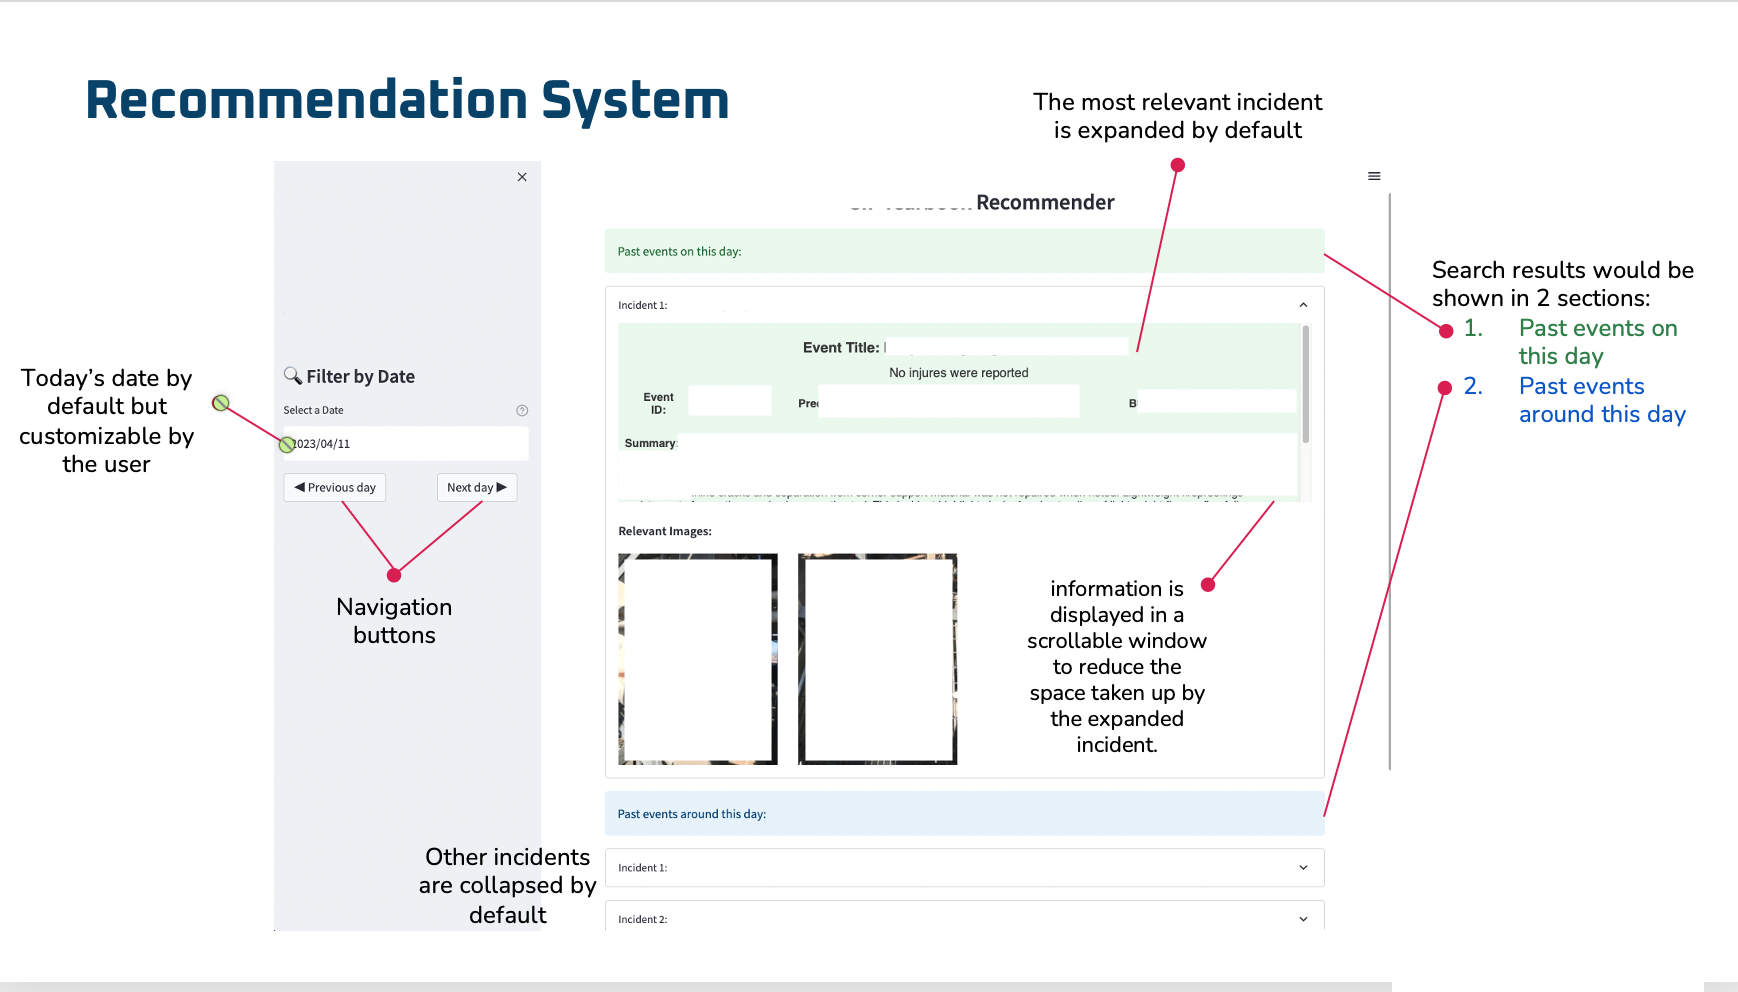 Recommendation System
The most relevant incident
is expanded by default
Recommender
Past events on this day:
Incident 1:
Event Title:
No injures were reported
Event
ID:
Summary:
Relevant Images:
information is
displayed in a
scrollable window
to reduce the
space taken up by
the expanded
incident.
Past events around this day:
Incident 1:
Incident 2:
Filter by Date
Select a Date
2023/04/11
Previous day
Next day
Navigation
buttons
Today's date by
default but
customizable by
the user
Other incidents
are collapsed by
default
Search results would be
shown in 2 sections:
1. Past events on
this day
2. Past events
around this day